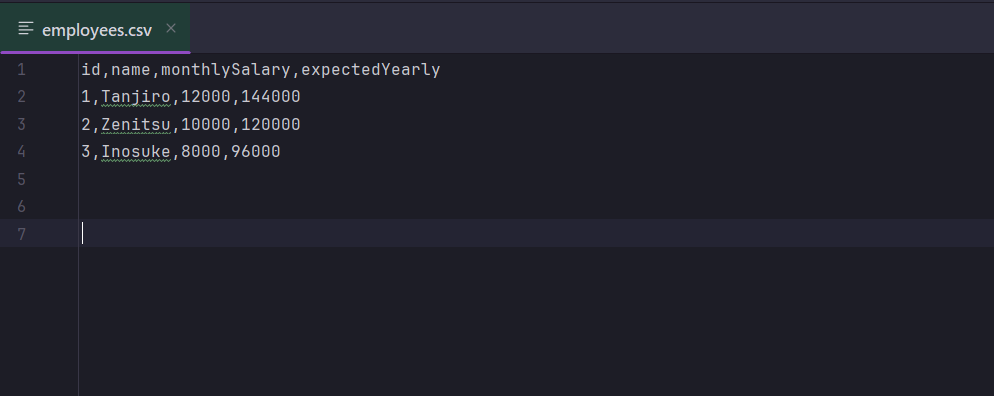 employees.csv
1 id,name,monthlySalary,expectedYearly
2 1,Tanjiro,12000,144000
3 2,Zenitsu,10000,120000
4 3,Inosuke,8000,96000
5
6
7